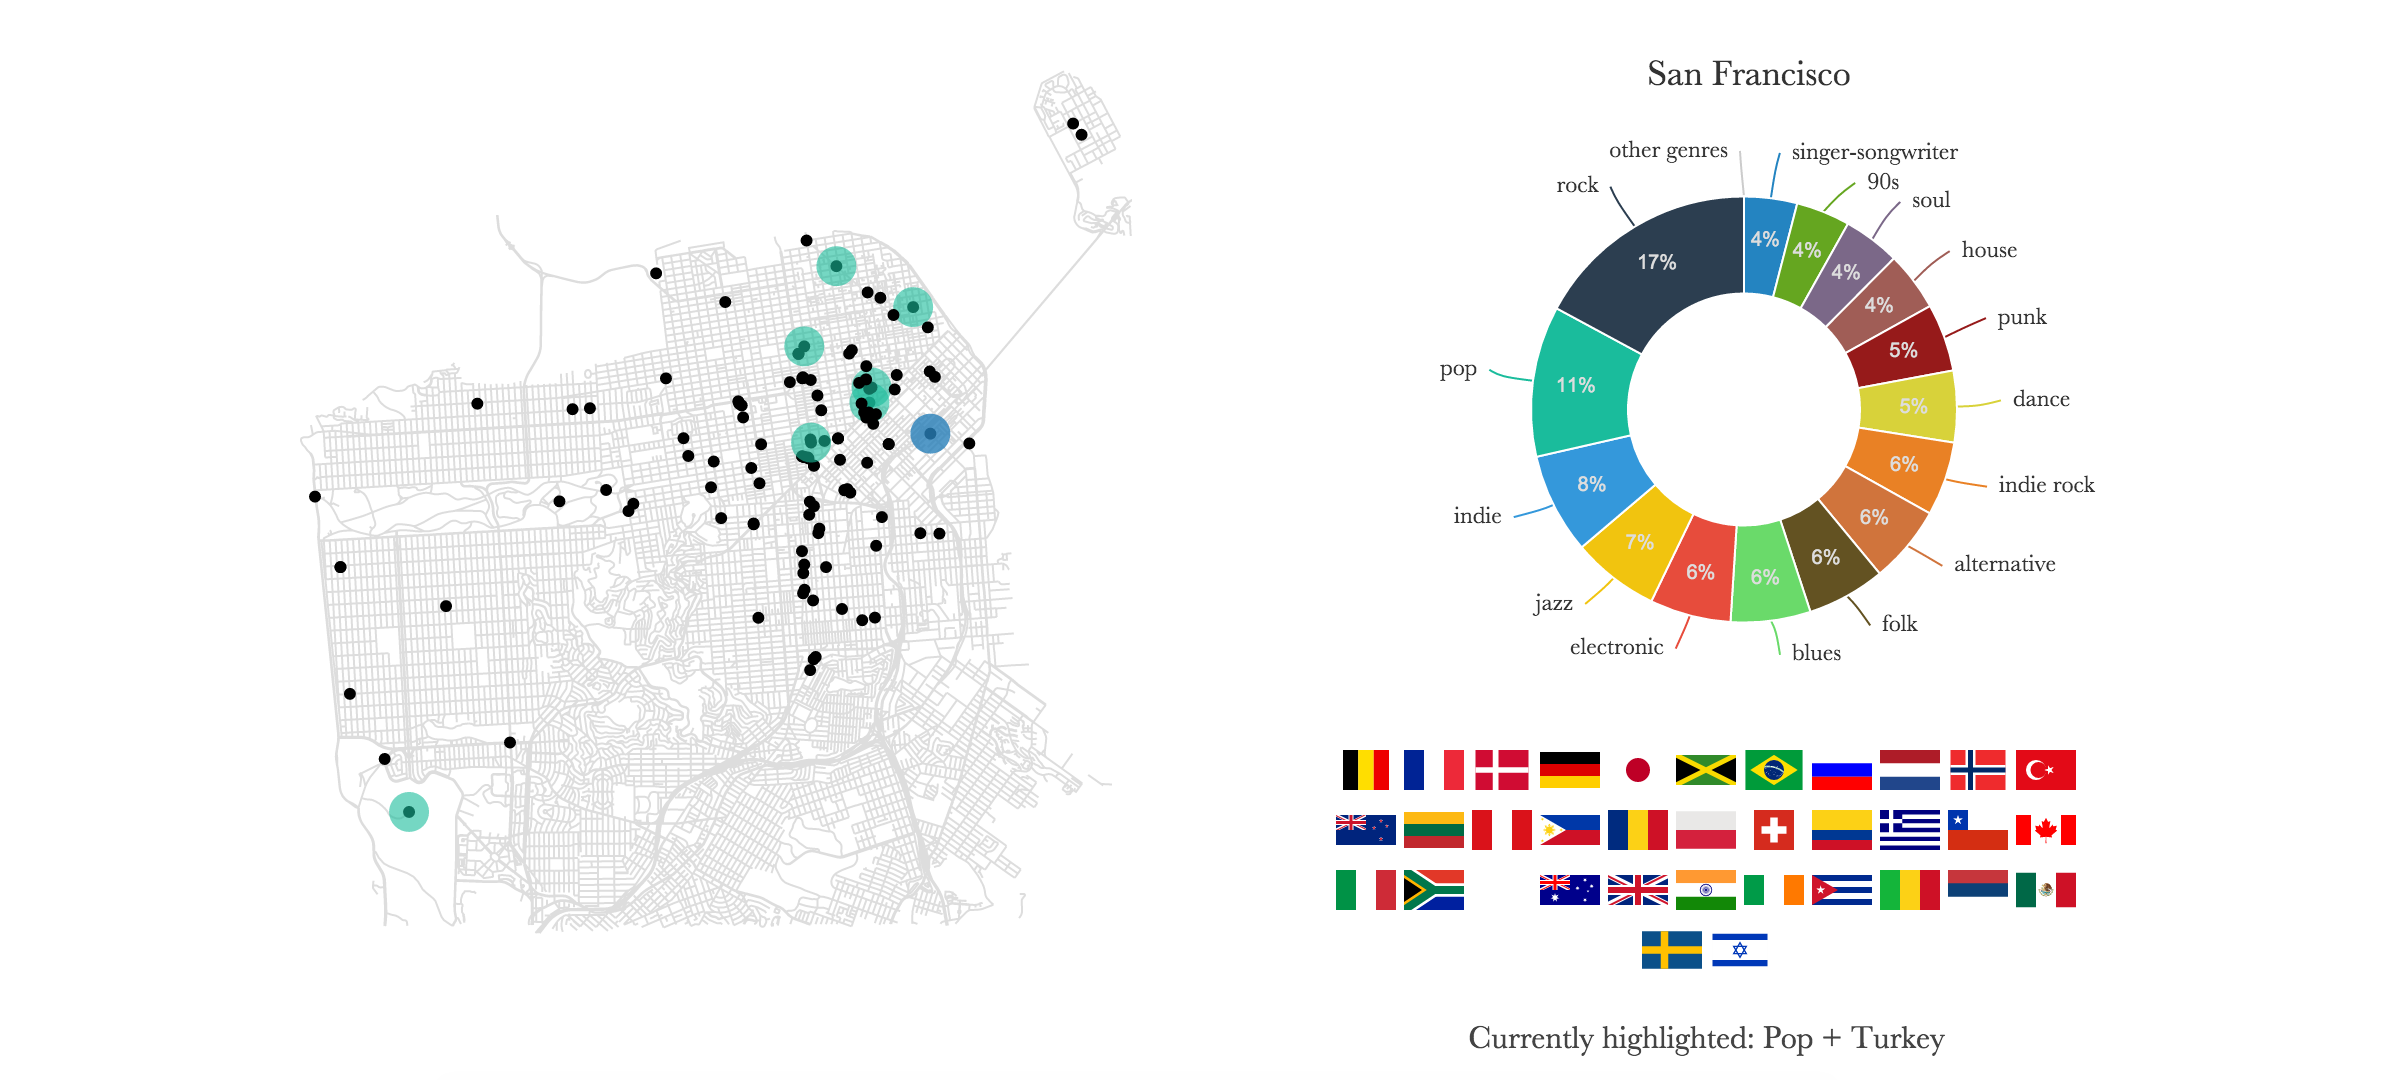 San Francisco
other genres
singer-songwriter
rock
90s
soul
house
punk
pop
dance
indie rock
indie
alternative
jazz
folk
electronic
blues
4%
4%
4%
4%
5%
5%
6%
6%
6%
6%
6%
7%
8%
11%
17%
Currently highlighted: Pop + Turkey